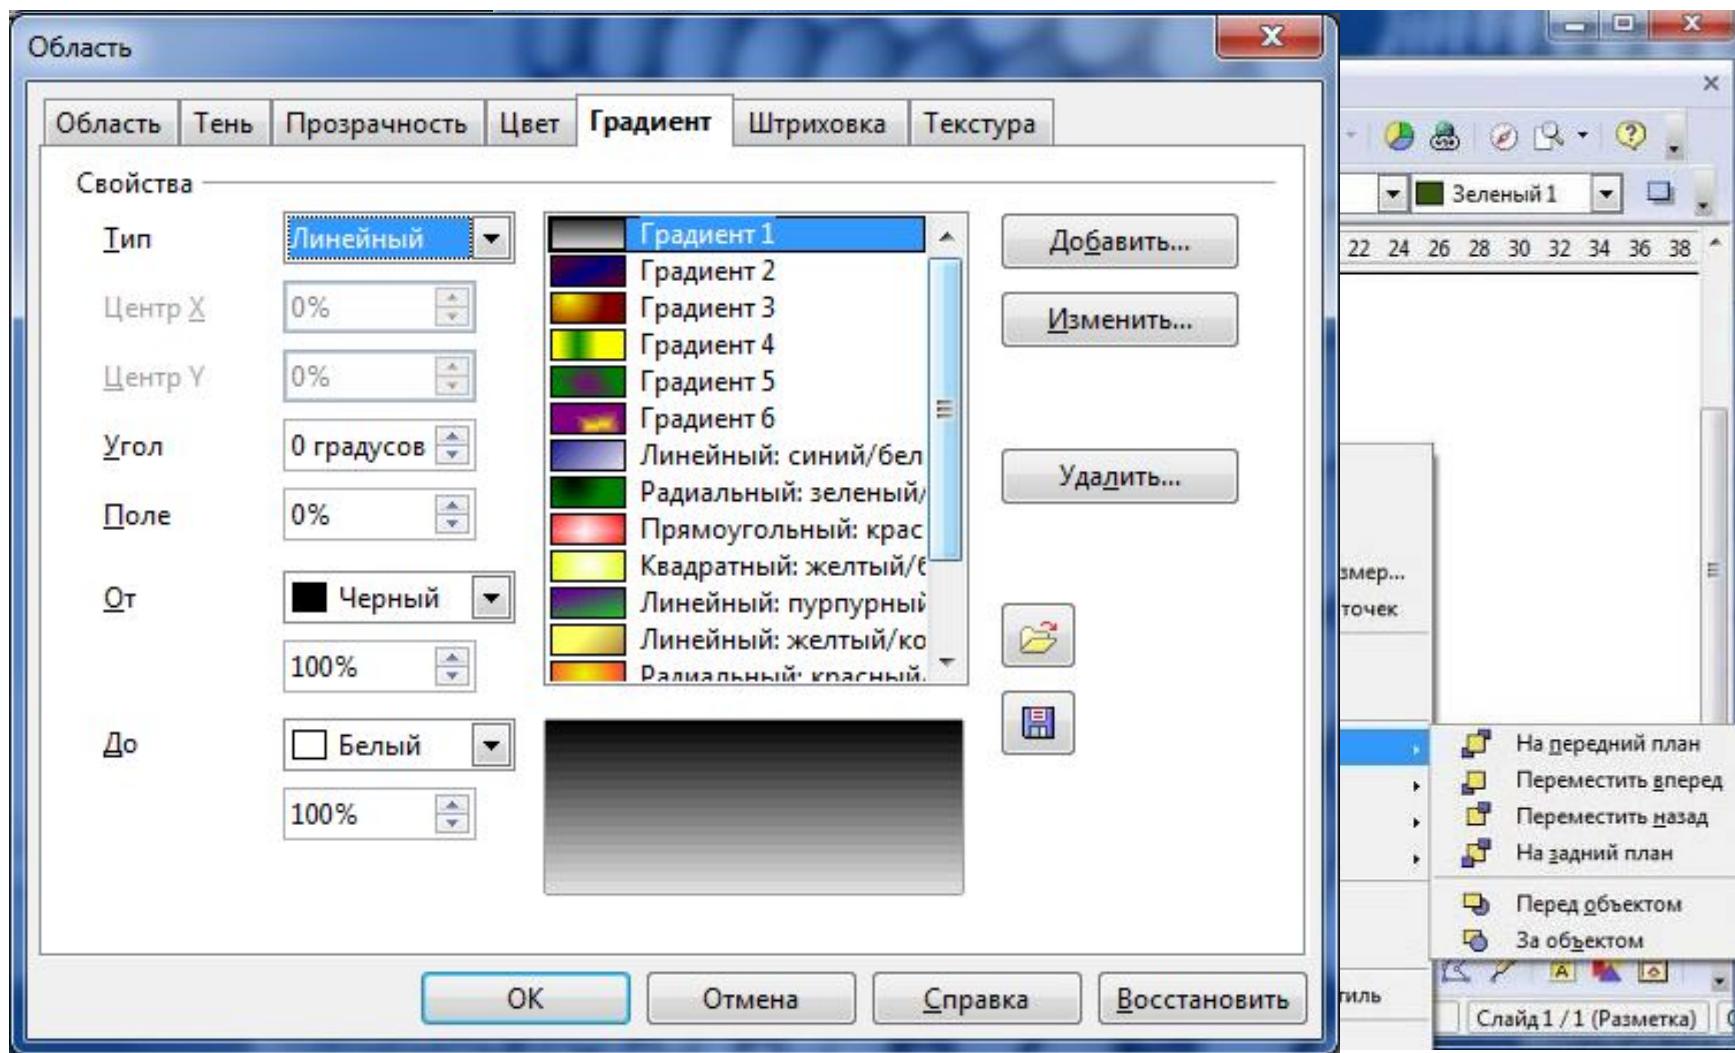 Область
Область Тень Прозрачность Цвет Градиент Штриховка Текстура
Свойства
Тип Линейный
Центр X 0%
Центр Y 0%
Угол 0 градусов
Поле 0%
От Черный
100%
До Белый
100%
Градиент 1
Градиент 2
Градиент 3
Градиент 4
Градиент 5
Градиент 6
Линейный: синий/бел
Радиальный: зеленый/
Прямоугольный: крас
Квадратный: желтый/б
Линейный: пурпурный
Линейный: желтый/ко
Радиальный: красный/
Добавить...
Изменить...
Удалить...
ОК Отмена Справка Восстановить
Зеленый 1
22 24 26 28 30 32 34 36 38
змер...
точек
На передний план
Переместить вперед
Переместить назад
На задний план
Перед объектом
За объектом
тиль
Слайд 1 / 1 (Разметка)